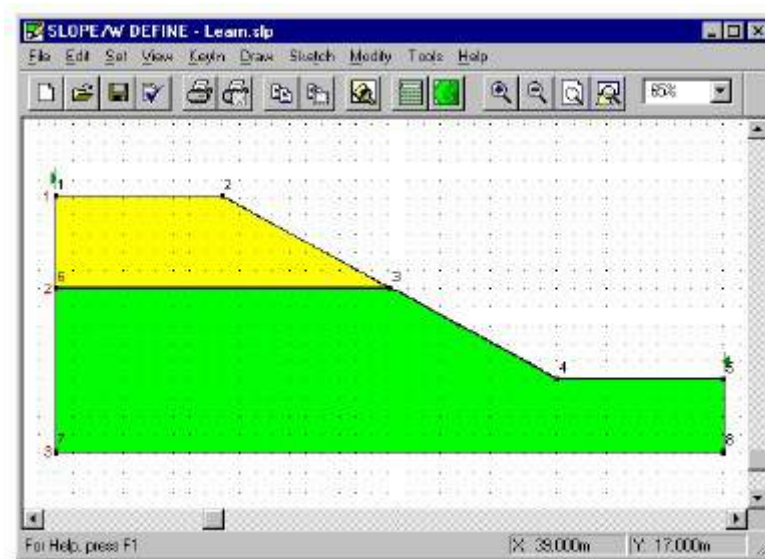 SLOPE/W DEFINE - Learn.slp
File Edit Set View KeyIn Draw Sketch Modify Tools Help
65%
1 1 2
2 6 3
4 5
3 7 8
For Help, press F1 X: 39.000m Y: 17.000m